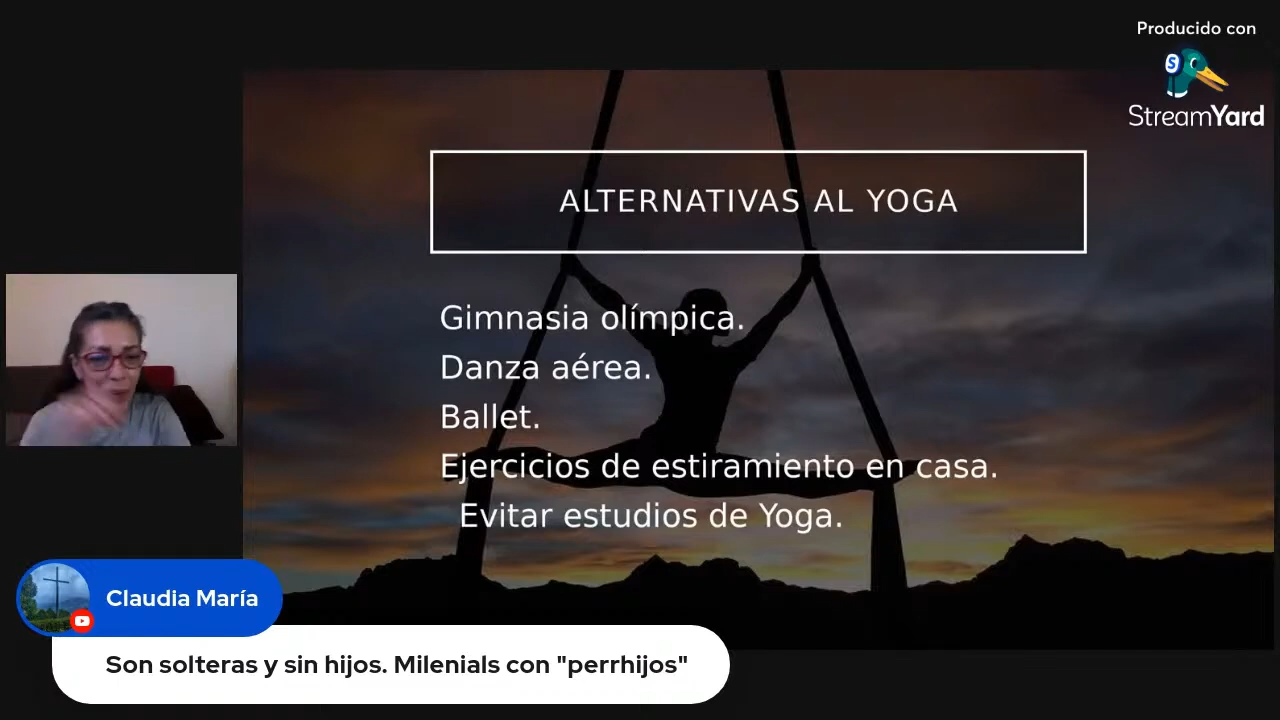 Producido con
StreamYard
ALTERNATIVAS AL YOGA
Gimnasia olímpica.
Danza aérea.
Ballet.
Ejercicios de estiramiento en casa.
Evitar estudios de Yoga.
Claudia María
Son solteras y sin hijos. Milenials con "perrhijos"